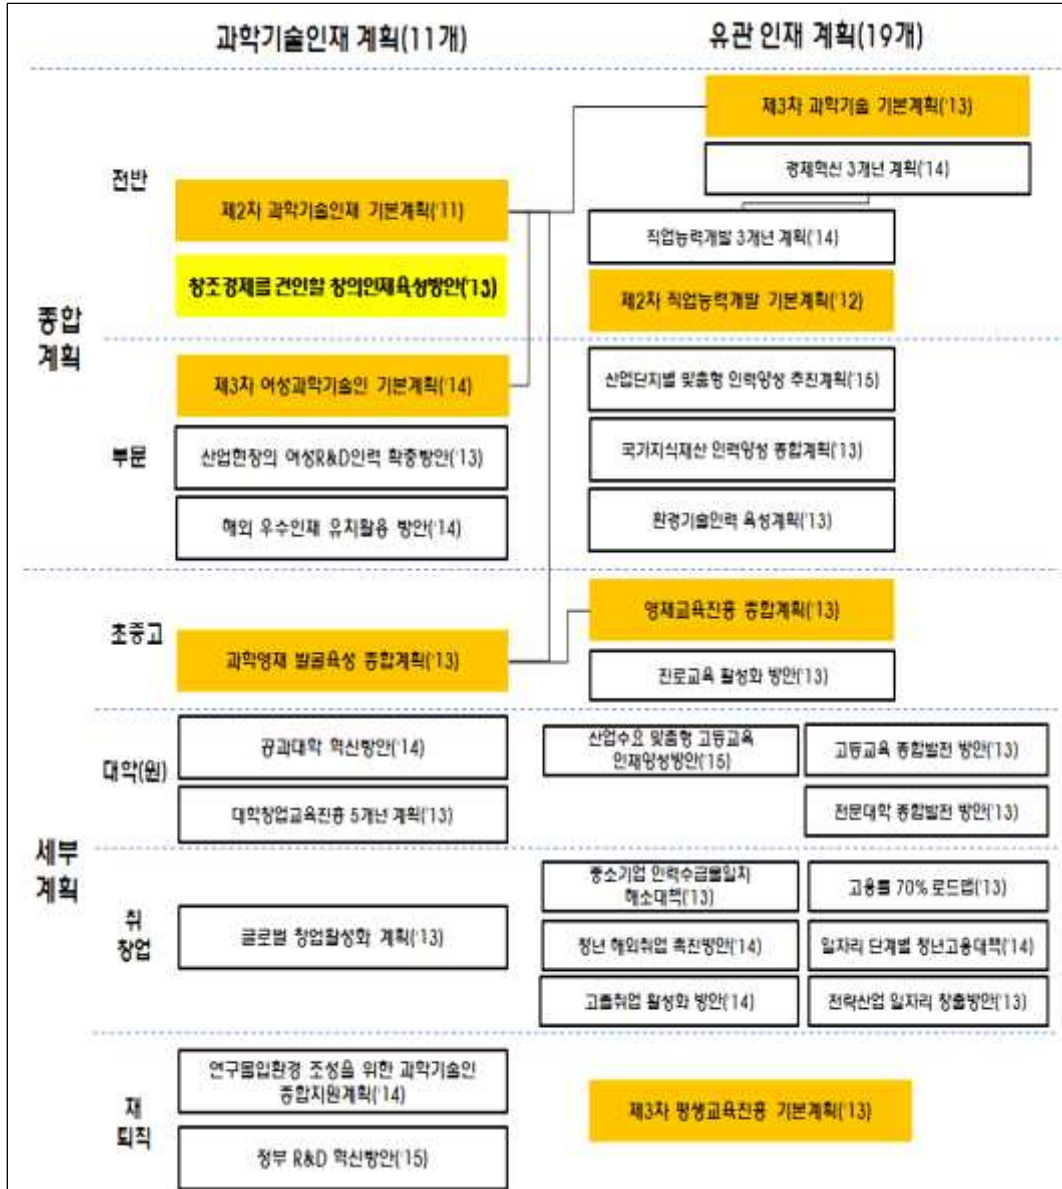 과학기술인재 계획(11개)
유관 인재 계획(19개)
종합
계획
전반
제2차 과학기술인재 기본계획('11)
창조경제를 견인할 창의인재육성방안('13)
제3차 과학기술 기본계획('13)
경제혁신 3개년 계획('14)
직업능력개발 3개년 계획('14)
제2차 직업능력개발 기본계획('12)
부문
제3차 여성과학기술인 기본계획('14)
산업현장의 여성R&D인력 확충방안('13)
해외 우수인재 유치활용 방안('14)
산업단지별 맞춤형 인력양성 추진계획('15)
국가지식재산 인력양성 종합계획('13)
환경기술인력 육성계획('13)
세부
계획
초중고
과학영재 발굴육성 종합계획('13)
영재교육진흥 종합계획('13)
진로교육 활성화 방안('13)
대학(원)
공과대학 혁신방안('14)
대학창업교육진흥 5개년 계획('13)
산업수요 맞춤형 고등교육
인재양성방안('15)
고등교육 종합발전 방안('13)
전문대학 종합발전 방안('13)
취
창업
글로벌 창업활성화 계획('13)
중소기업 인력수급불일치
해소대책('13)
고용률 70% 로드맵('13)
청년 해외취업 촉진방안('14)
일자리 단계별 청년고용대책('14)
고졸취업 활성화 방안('14)
전략산업 일자리 창출방안('13)
재
퇴직
연구몰입환경 조성을 위한 과학기술인
종합지원계획('14)
정부 R&D 혁신방안('15)
제3차 평생교육진흥 기본계획('13)